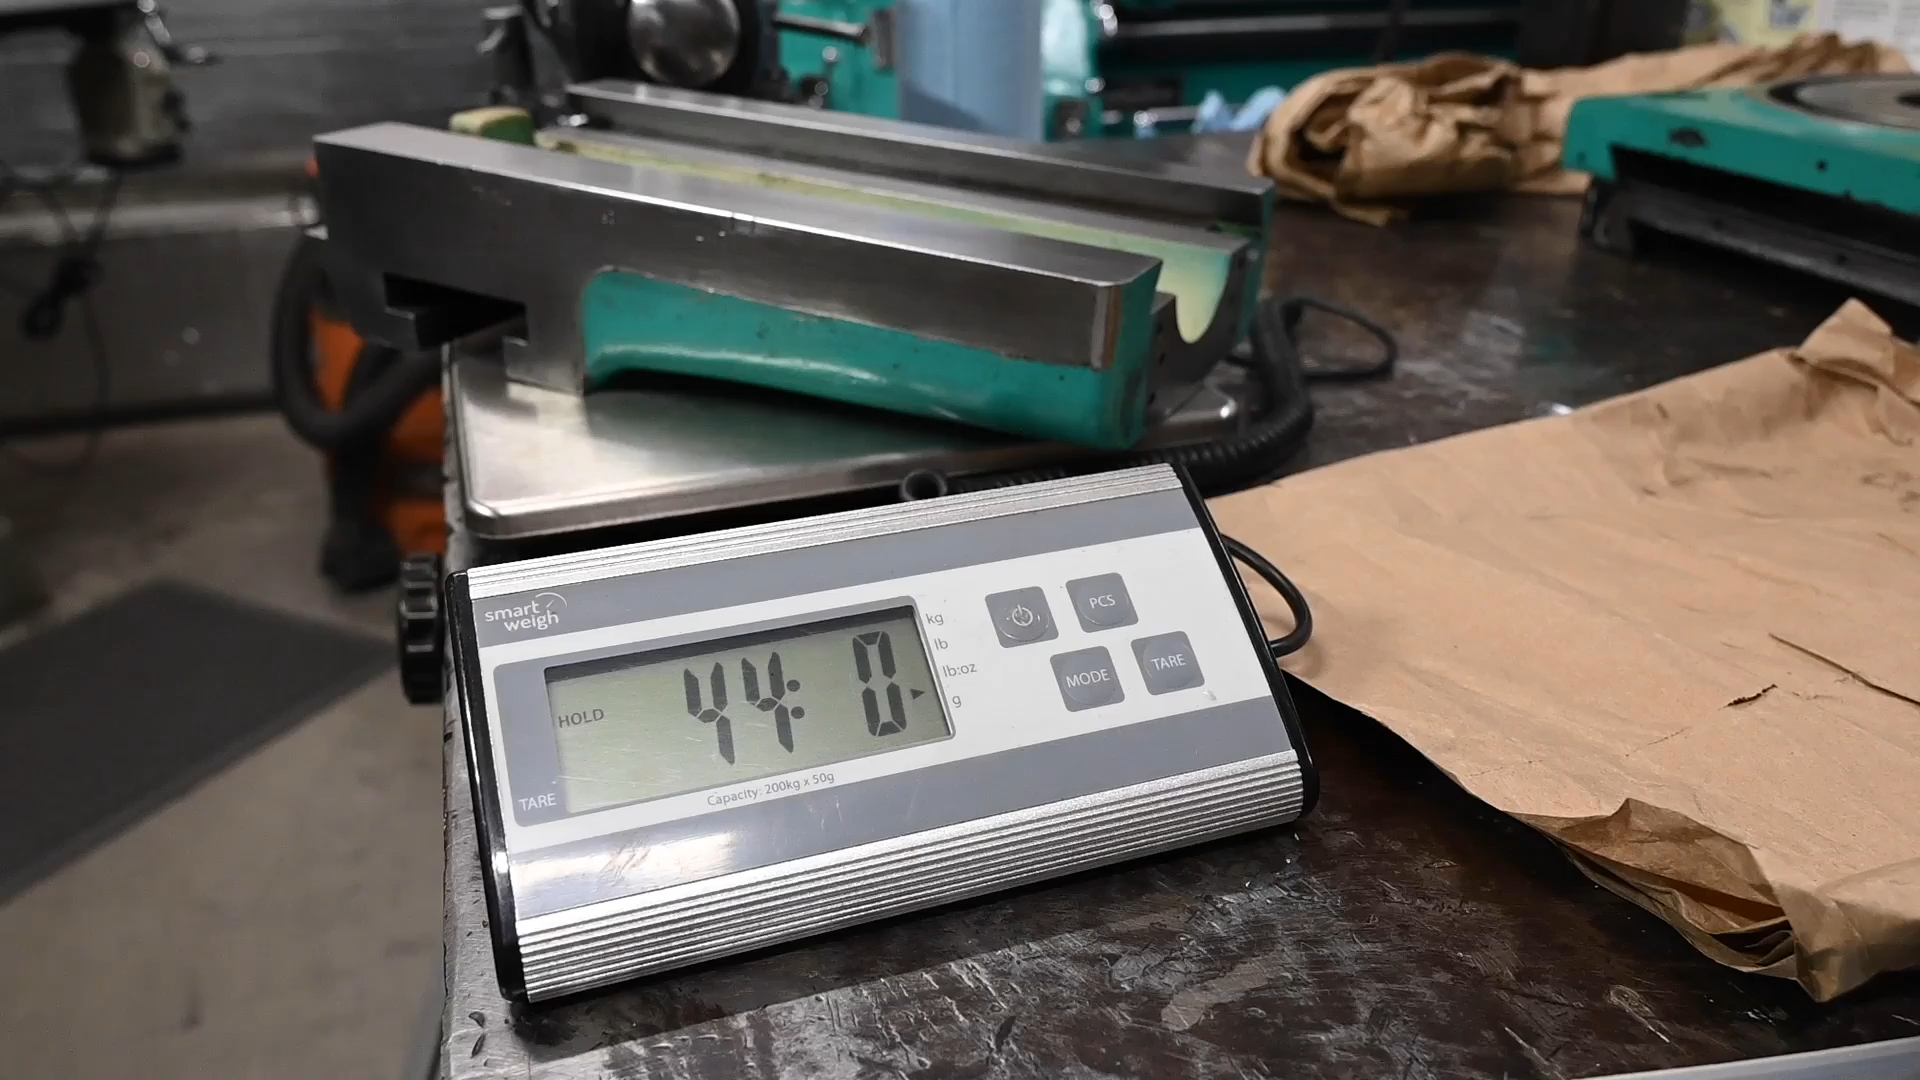 smart
weigh
kg
lb
lb:oz
g
HOLD
44: 0
TARE
Capacity: 200kg x 50g
PCS
MODE
TARE